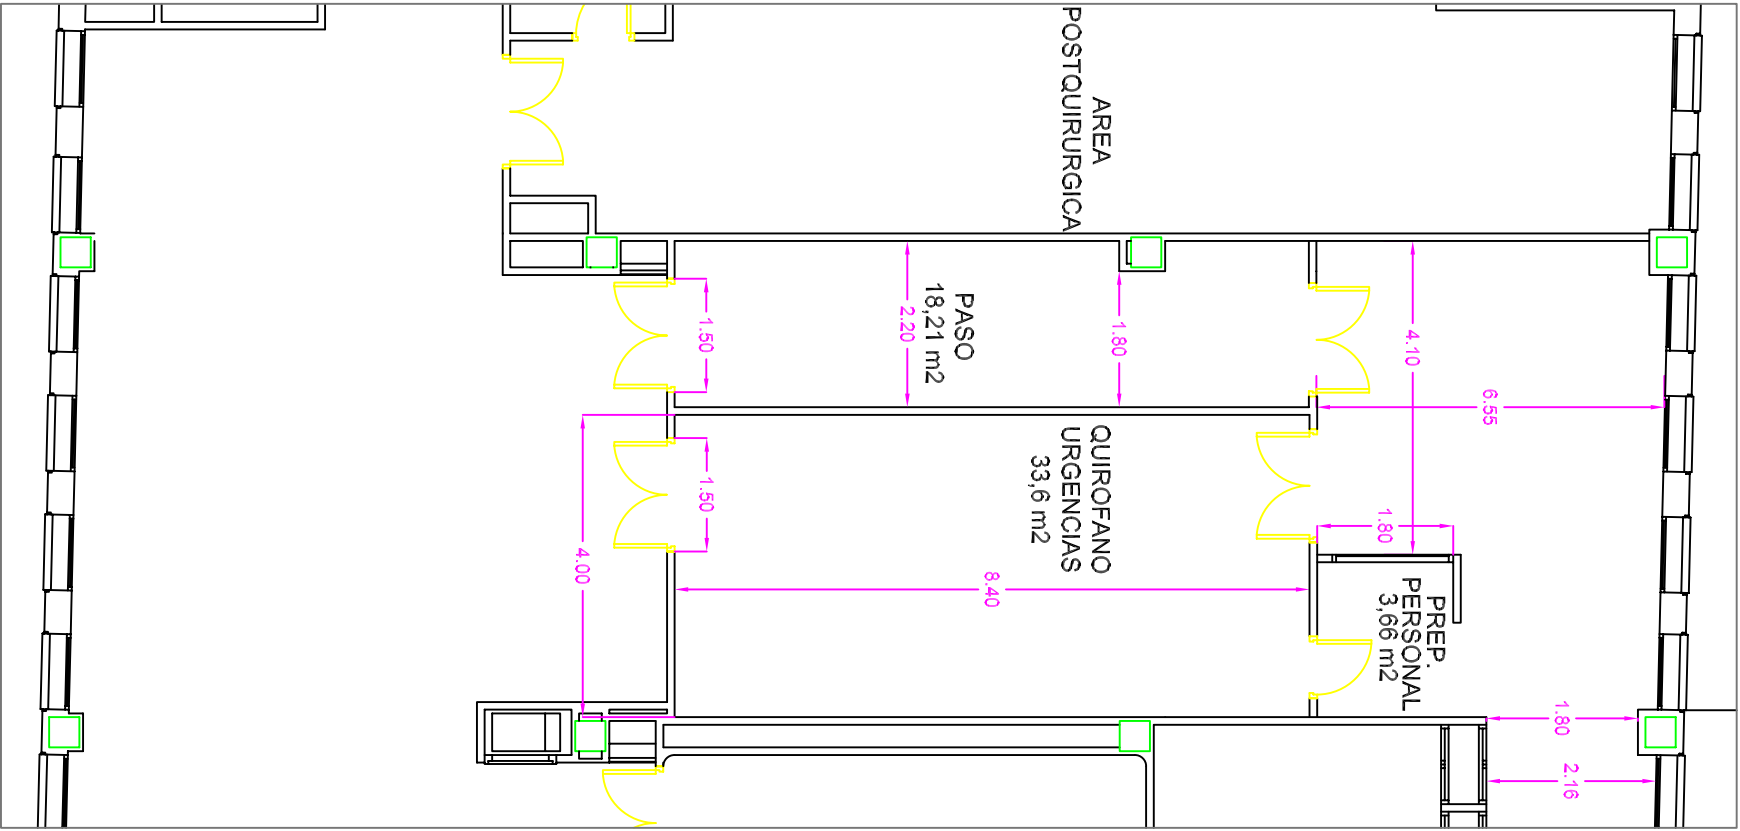 AREA
POSTQUIRURGICA
PASO
18,21 m2
2.20
1.80
1.50
4.10
6.55
QUIROFANO
URGENCIAS
33,6 m2
1.50
4.00
8.40
1.80
PREP.
PERSONAL
3,66 m2
1.80
2.16